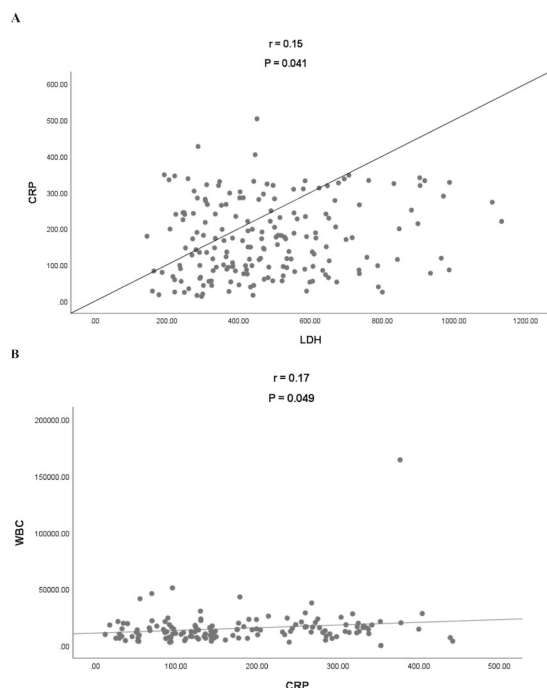 A
r = 0.15
P = 0.041
600.00
500.00
400.00
300.00
200.00
100.00
.00
CRP
.00 200.00 400.00 600.00 800.00 1000.00 1200.00
LDH
B
r = 0.17
P = 0.049
200000.00
150000.00
100000.00
50000.00
.00
WBC
.00 100.00 200.00 300.00 400.00 500.00
CRP